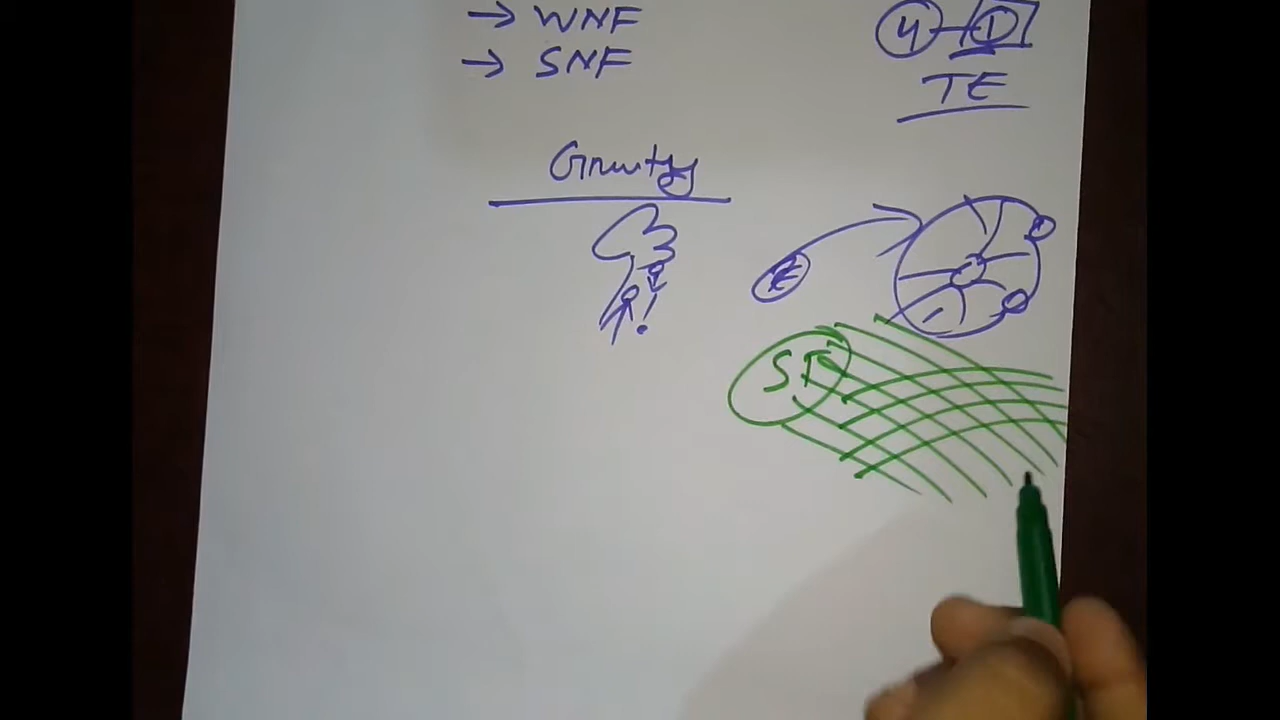 → WNF
→ SNF
4 1
TE
Gravity
E
ST